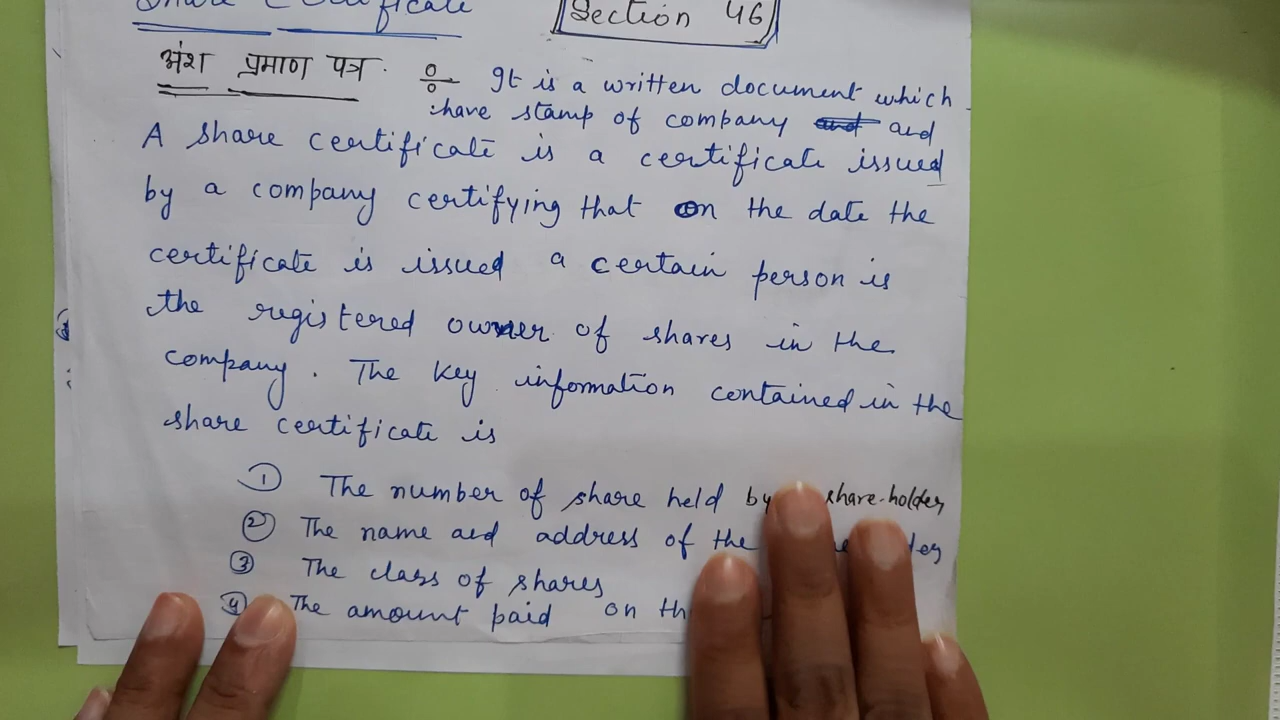 Share Certificate
Section 46
अंश प्रमाण पत्र. ÷ It is a written document which
have stamp of company and and
A share certificate is a certificate issued
by a company certifying that on the date the
certificate is issued a certain person is
the registered owner of shares in the
company. The key information contained in the
share certificate is
① The number of share held by share-holder
② The name and address of the
③ The class of shares
④ The amount paid on